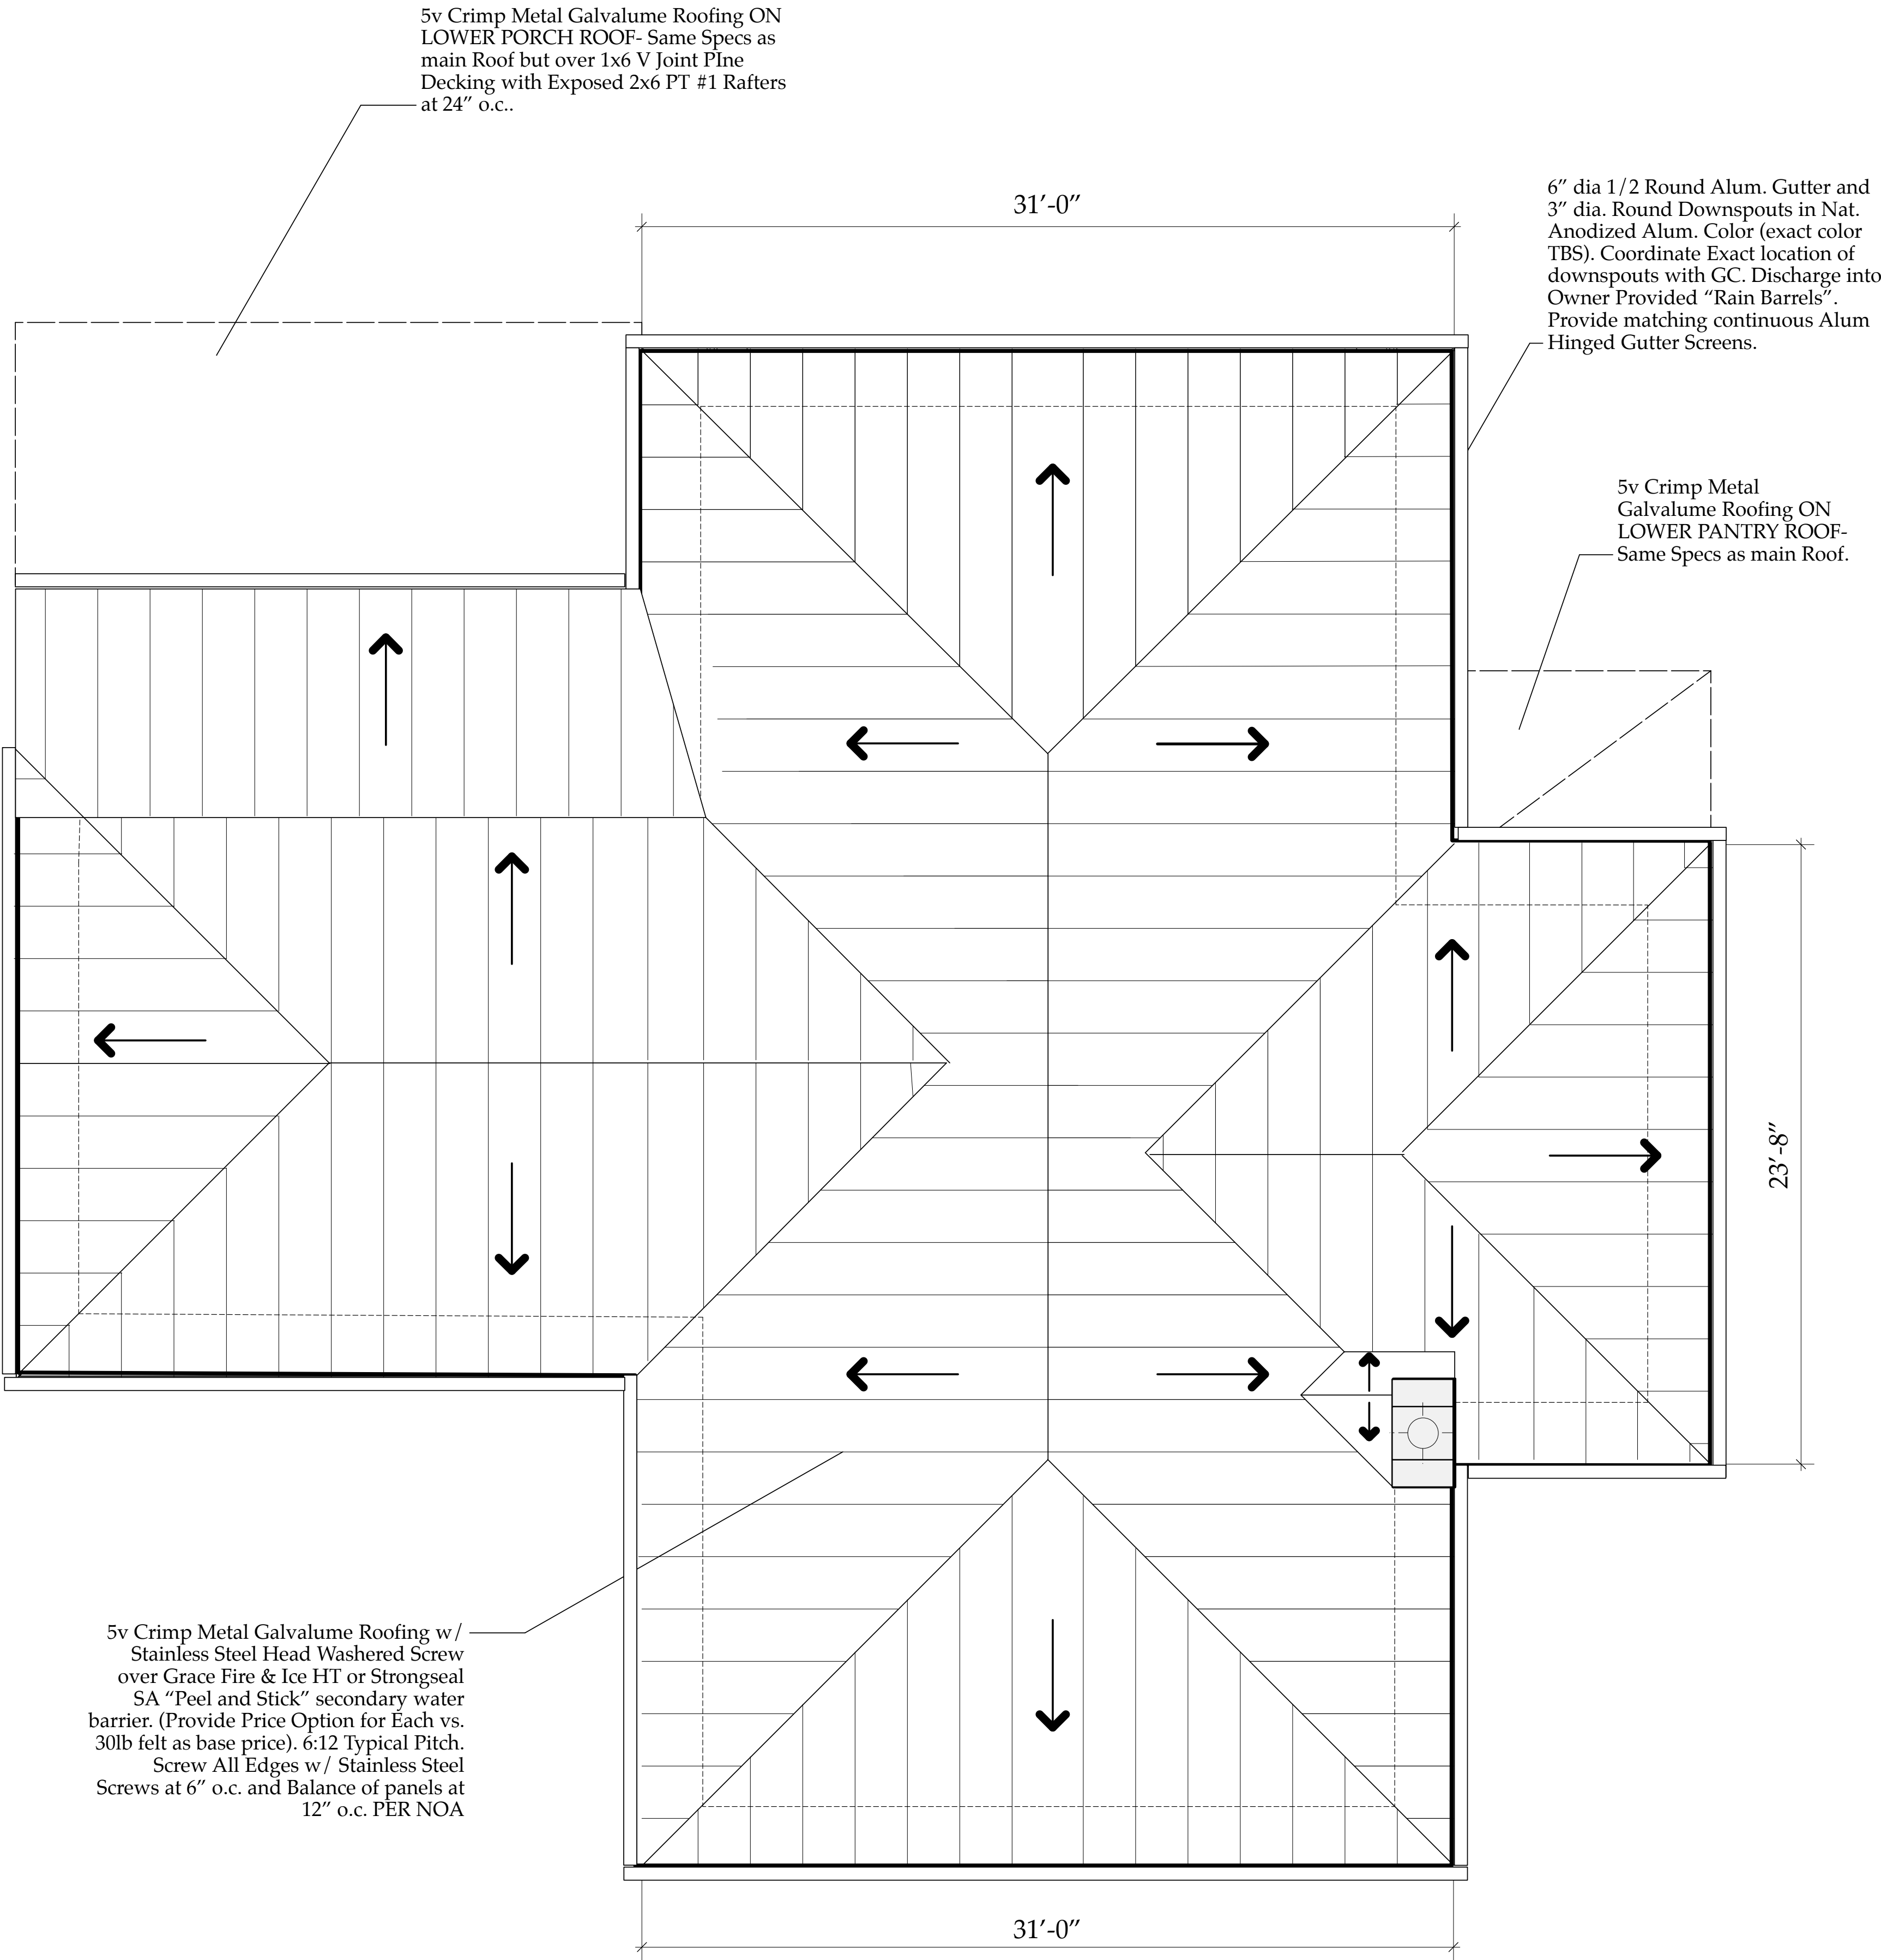 5v Crimp Metal Galvalume Roofing ON
LOWER PORCH ROOF- Same Specs as
main Roof but over 1x6 V Joint PIne
Decking with Exposed 2x6 PT #1 Rafters
at 24” o.c..
31’-0”
6” dia 1/2 Round Alum. Gutter and
3” dia. Round Downspouts in Nat.
Anodized Alum. Color (exact color
TBS). Coordinate Exact location of
downspouts with GC. Discharge into
Owner Provided “Rain Barrels”.
Provide matching continuous Alum
Hinged Gutter Screens.
5v Crimp Metal
Galvalume Roofing ON
LOWER PANTRY ROOF-
Same Specs as main Roof.
23’-8”
5v Crimp Metal Galvalume Roofing w/
Stainless Steel Head Washered Screw
over Grace Fire & Ice HT or Strongseal
SA “Peel and Stick” secondary water
barrier. (Provide Price Option for Each vs.
30lb felt as base price). 6:12 Typical Pitch.
Screw All Edges w/ Stainless Steel
Screws at 6” o.c. and Balance of panels at
12” o.c. PER NOA
31’-0”